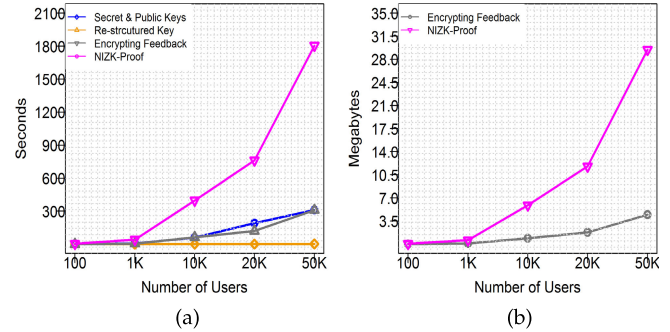 2100
1800
1500
1200
900
600
300
Seconds
Secret & Public Keys
Re-strcutured Key
Encrypting Feedback
NIZK-Proof
100 1K 10K 20K 50K
Number of Users
(a)
35.0
31.5
28.0
24.5
21.0
17.5
14.0
10.5
7.0
3.5
Megabytes
Encrypting Feedback
NIZK-Proof
100 1K 10K 20K 50K
Number of Users
(b)